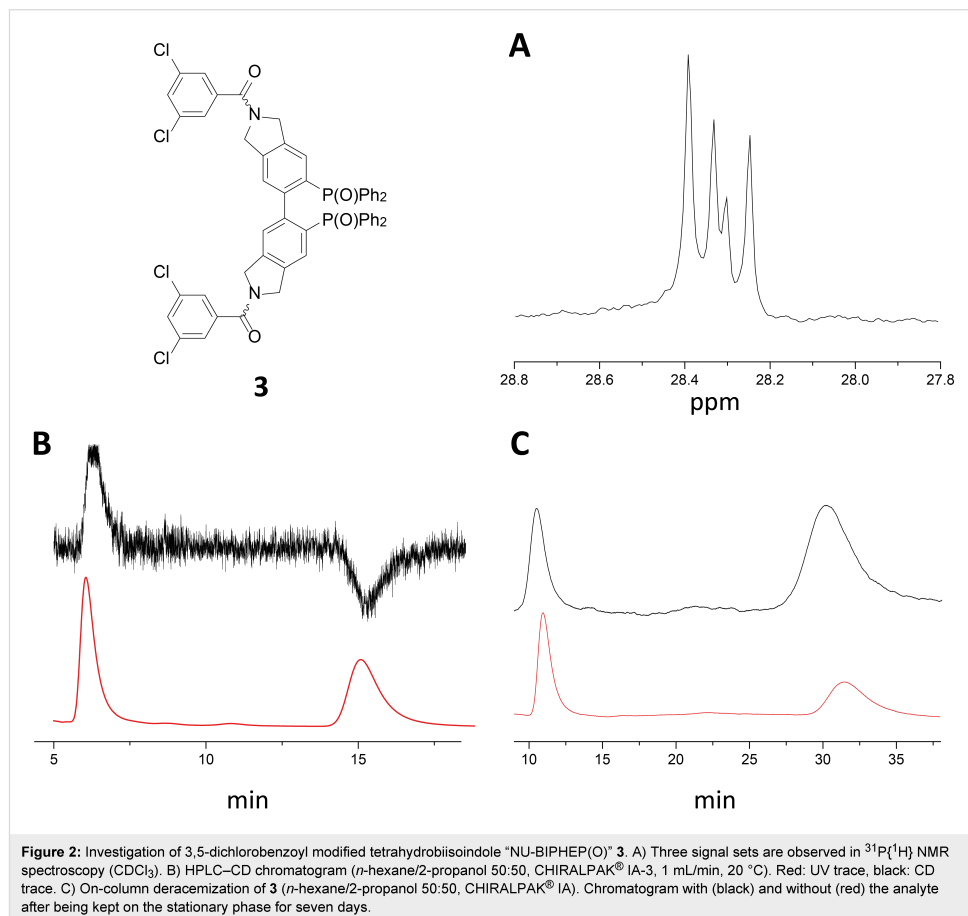 A
Cl
O
Cl
N
P(O)Ph2
P(O)Ph2
Cl
N
O
Cl
3
28.8 28.6 28.4 28.2 28.0 27.8
ppm
B
C
5 10 15
min
10 15 20 25 30 35
min
Figure 2: Investigation of 3,5-dichlorobenzoyl modified tetrahydrobiisoindole “NU-BIPHEP(O)” 3. A) Three signal sets are observed in 31P{1H} NMR
spectroscopy (CDCl3). B) HPLC–CD chromatogram (n-hexane/2-propanol 50:50, CHIRALPAK® IA-3, 1 mL/min, 20 °C). Red: UV trace, black: CD
trace. C) On-column deracemization of 3 (n-hexane/2-propanol 50:50, CHIRALPAK® IA). Chromatogram with (black) and without (red) the analyte
after being kept on the stationary phase for seven days.